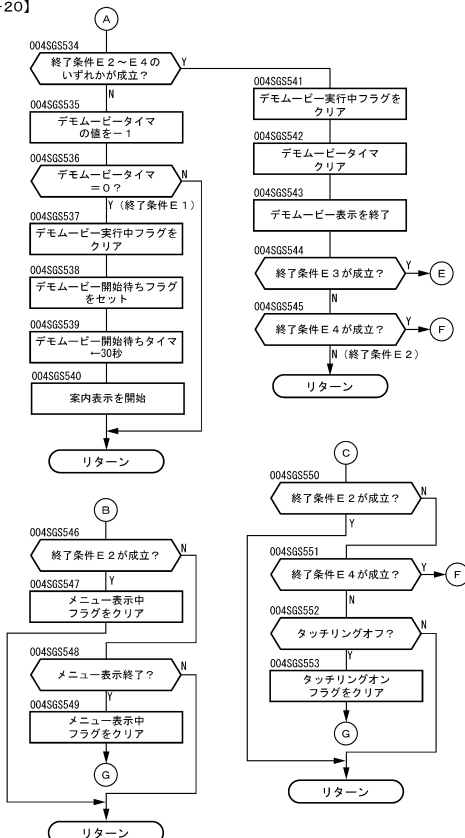 -20】
A
004SGS534
終了条件E2～E4の
いずれかが成立？
Y
N
004SGS535
デモムービータイマ
の値を－1
004SGS536
デモムービータイマ
＝0？
N
Y（終了条件E1）
004SGS537
デモムービー実行中フラグを
クリア
004SGS538
デモムービー開始待ちフラグ
をセット
004SGS539
デモムービー開始待ちタイマ
←30秒
004SGS540
案内表示を開始
リターン
004SGS541
デモムービー実行中フラグを
クリア
004SGS542
デモムービータイマ
クリア
004SGS543
デモムービー表示を終了
004SGS544
終了条件E3が成立？
Y
E
N
004SGS545
終了条件E4が成立？
Y
F
N（終了条件E2）
リターン
B
004SGS546
終了条件E2が成立？
N
Y
004SGS547
メニュー表示中
フラグをクリア
004SGS548
メニュー表示終了？
N
Y
004SGS549
メニュー表示中
フラグをクリア
G
リターン
C
004SGS550
終了条件E2が成立？
N
Y
004SGS551
終了条件E4が成立？
Y
F
N
004SGS552
タッチリングオフ？
N
Y
004SGS553
タッチリングオン
フラグをクリア
G
リターン